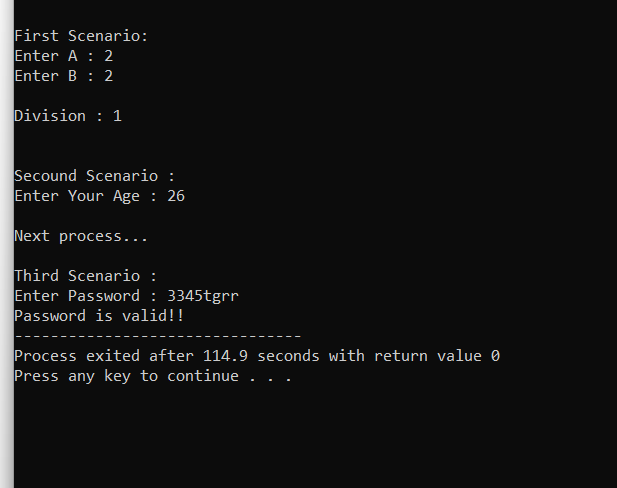 First Scenario:
Enter A : 2
Enter B : 2
Division : 1
Secound Scenario :
Enter Your Age : 26
Next process...
Third Scenario :
Enter Password : 3345tgrr
Password is valid!!
--------------------------------
Process exited after 114.9 seconds with return value 0
Press any key to continue . . .